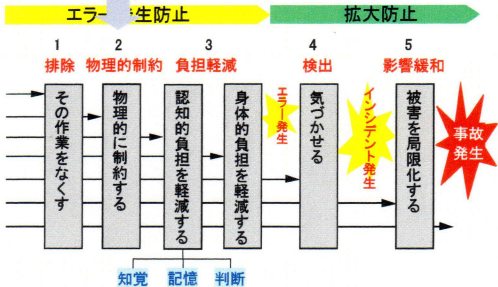 エラー発生防止
拡大防止
1
2
3
4
5
排除
物理的制約
負担軽減
検出
影響緩和
その作業をなくす
物理的に制約する
認知的負担を軽減する
身体的負担を軽減する
エラー発生
気づかせる
インシデント発生
被害を局限化する
事故
発生
知覚
記憶
判断